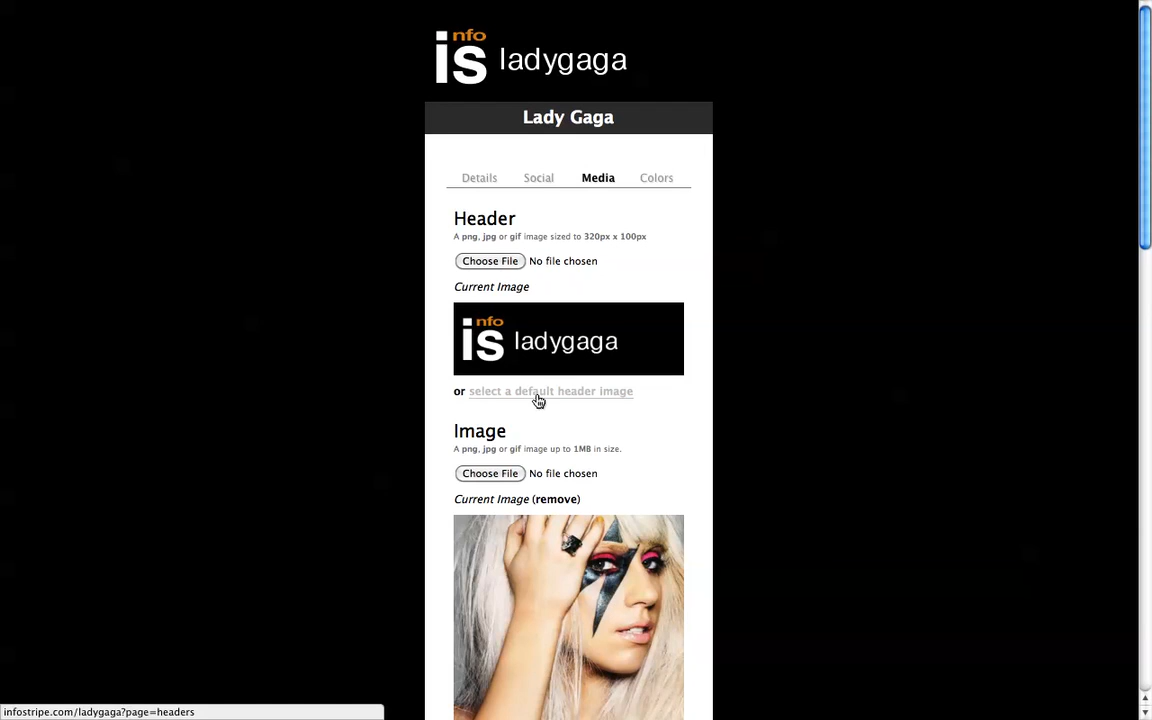 nfo
is ladygaga
Lady Gaga
Details Social Media Colors
Header
A png, jpg or gif image sized to 320px x 100px
Choose File No file chosen
Current Image
nfo
is ladygaga
or select a default header image
Image
A png, jpg or gif image up to 1MB in size.
Choose File No file chosen
Current Image (remove)
infostripe.com/ladygaga?page=headers